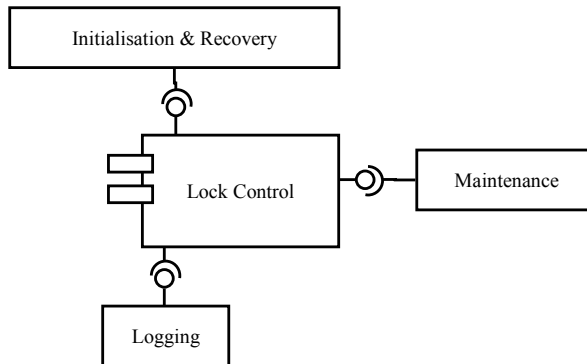 Initialisation & Recovery
Lock Control
Maintenance
Logging